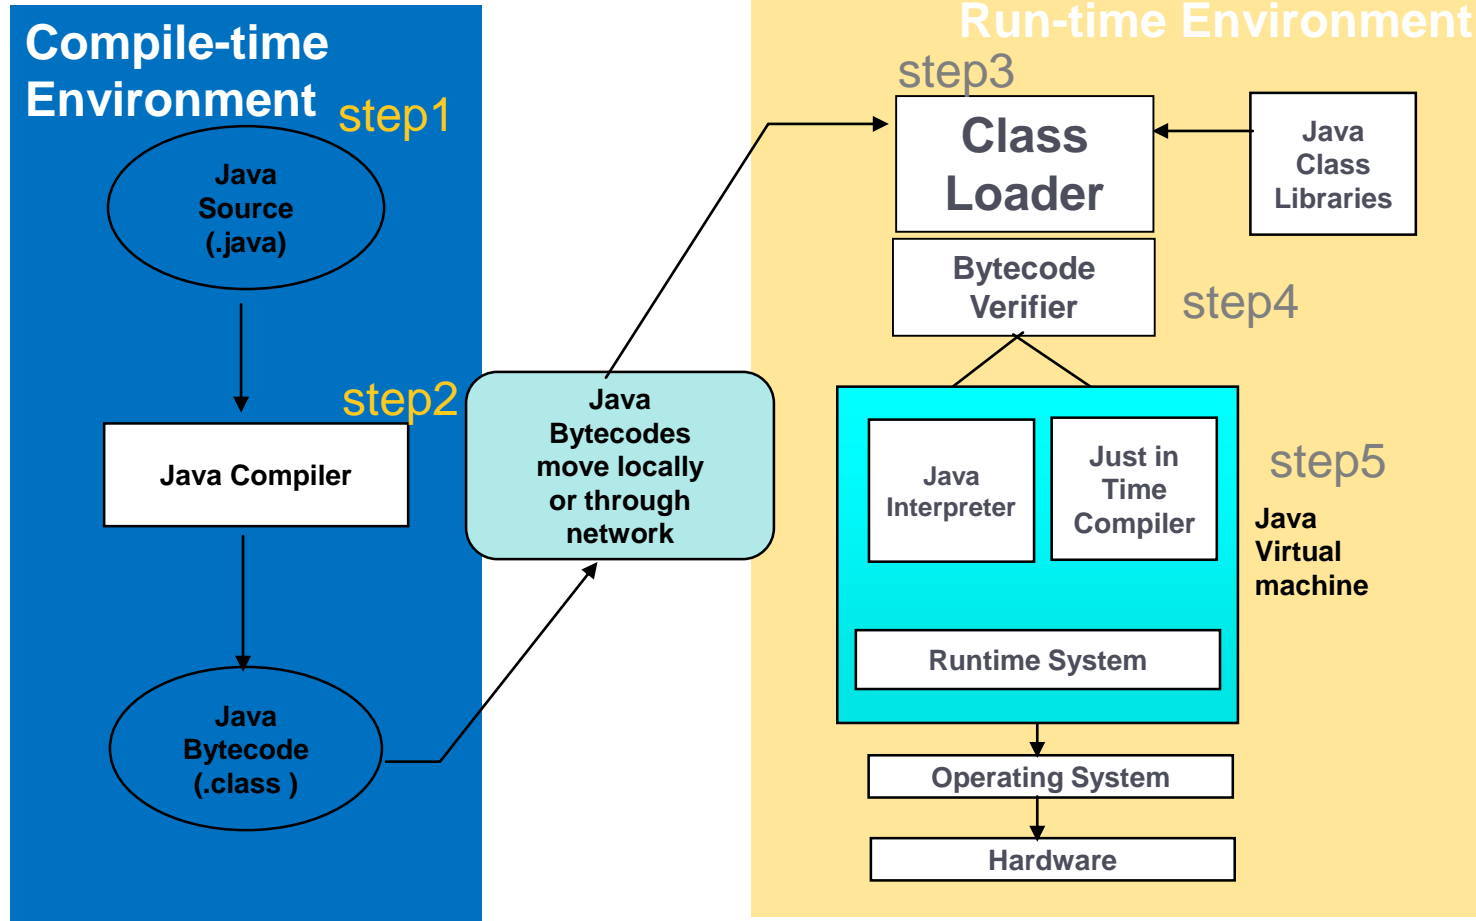 Compile-time
Environment
step1
Java
Source
(.java)
step2
Java Compiler
Java
Bytecode
(.class )
Java
Bytecodes
move locally
or through
network
Run-time Environment
step3
Class
Loader
Java
Class
Libraries
Bytecode
Verifier
step4
Java
Interpreter
Just in
Time
Compiler
step5
Java
Virtual
machine
Runtime System
Operating System
Hardware